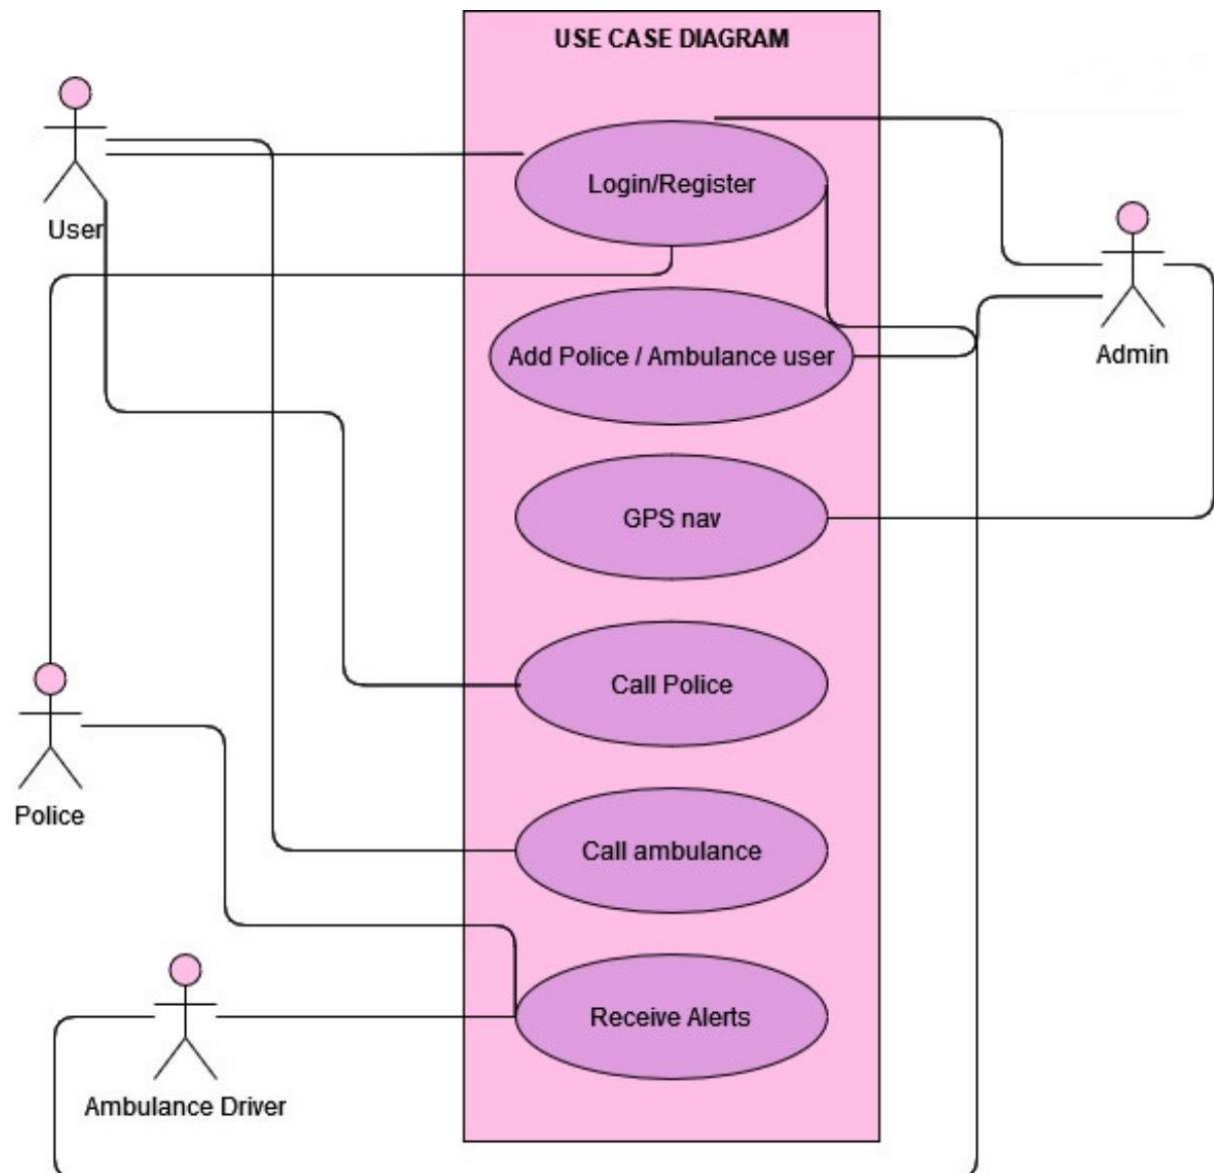 USE CASE DIAGRAM
Login/Register
User
Add Police / Ambulance user
Admin
GPS nav
Call Police
Police
Call ambulance
Receive Alerts
Ambulance Driver